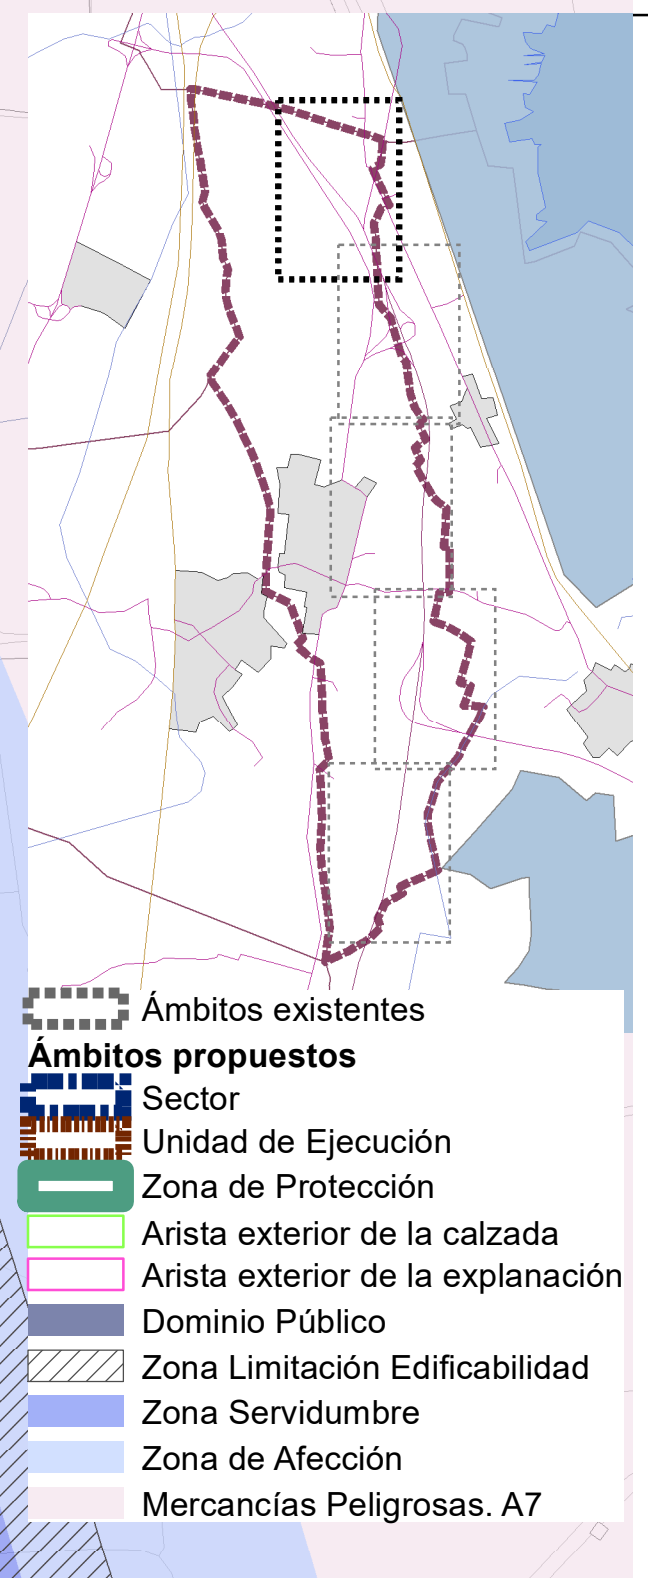 Ámbitos existentes
Ámbitos propuestos
Sector
Unidad de Ejecución
Zona de Protección
Arista exterior de la calzada
Arista exterior de la explanación
Dominio Público
Zona Limitación Edificabilidad
Zona Servidumbre
Zona de Afección
Mercancías Peligrosas. A7